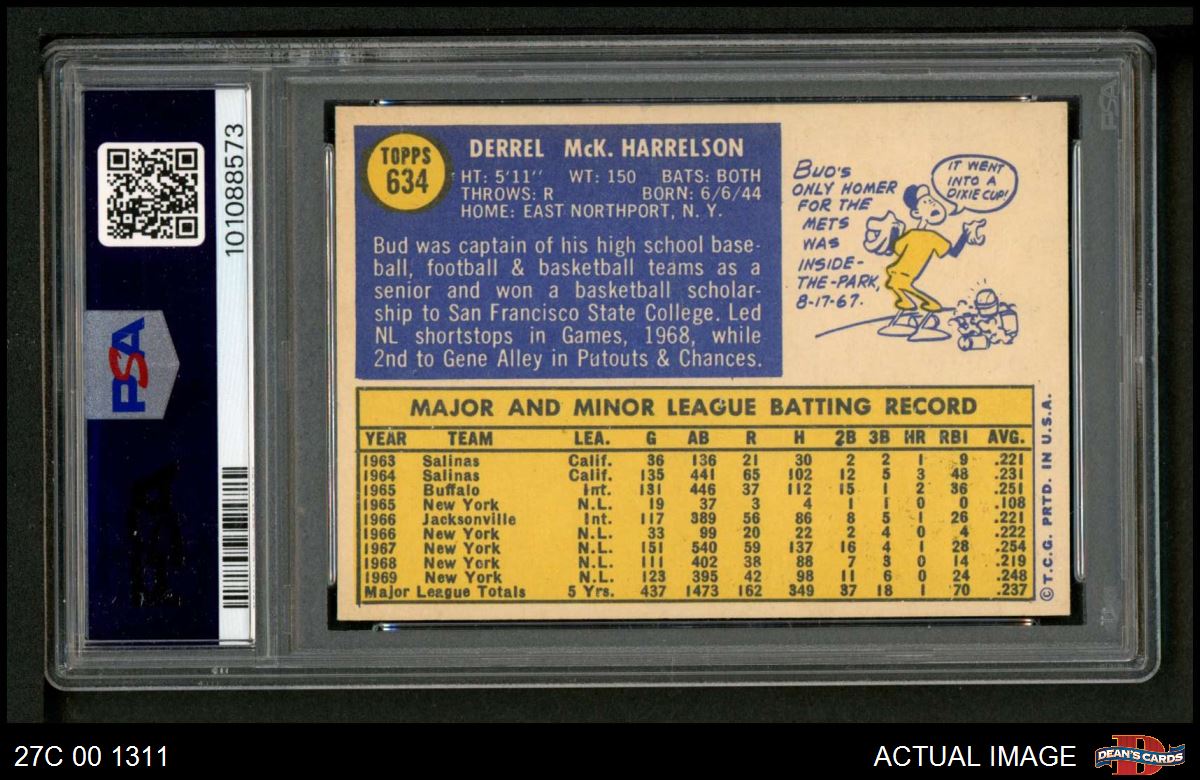 101088573
PSA
TOPPS
634
DERREL McK. HARRELSON
HT: 5'11'' WT: 150 BATS: BOTH
THROWS: R BORN: 6/6/44
HOME: EAST NORTHPORT, N. Y.
Bud was captain of his high school base-
ball, football & basketball teams as a
senior and won a basketball scholar-
ship to San Francisco State College. Led
NL shortstops in Games, 1968, while
2nd to Gene Alley in Putouts & Chances.
BUD'S
ONLY HOMER
FOR THE
METS
WAS
INSIDE-
THE-PARK,
8-17-67.
IT WENT
INTO A
DIXIE CUP!
MAJOR AND MINOR LEAGUE BATTING RECORD
YEAR TEAM LEA. G AB R H 2B 3B HR RBI AVG.
1963 Salinas Calif. 36 136 21 30 2 2 1 9 .221
1964 Salinas Calif. 135 441 65 102 12 5 3 48 .231
1965 Buffalo Int. 131 446 37 112 15 1 2 36 .251
1965 New York N.L. 19 37 3 4 1 1 0 0 .108
1966 Jacksonville Int. 117 389 56 86 8 5 1 26 .221
1966 New York N.L. 33 99 20 22 2 4 0 4 .222
1967 New York N.L. 151 540 59 137 16 4 1 28 .254
1968 New York N.L. 111 402 38 88 7 3 0 14 .219
1969 New York N.L. 123 395 42 98 11 6 0 24 .248
Major League Totals 5 Yrs. 437 1473 162 349 37 18 1 70 .237
© T.C.G. PRTD. IN U.S.A.
PSA
27C 00 1311
ACTUAL IMAGE
DEAN'S CARDS